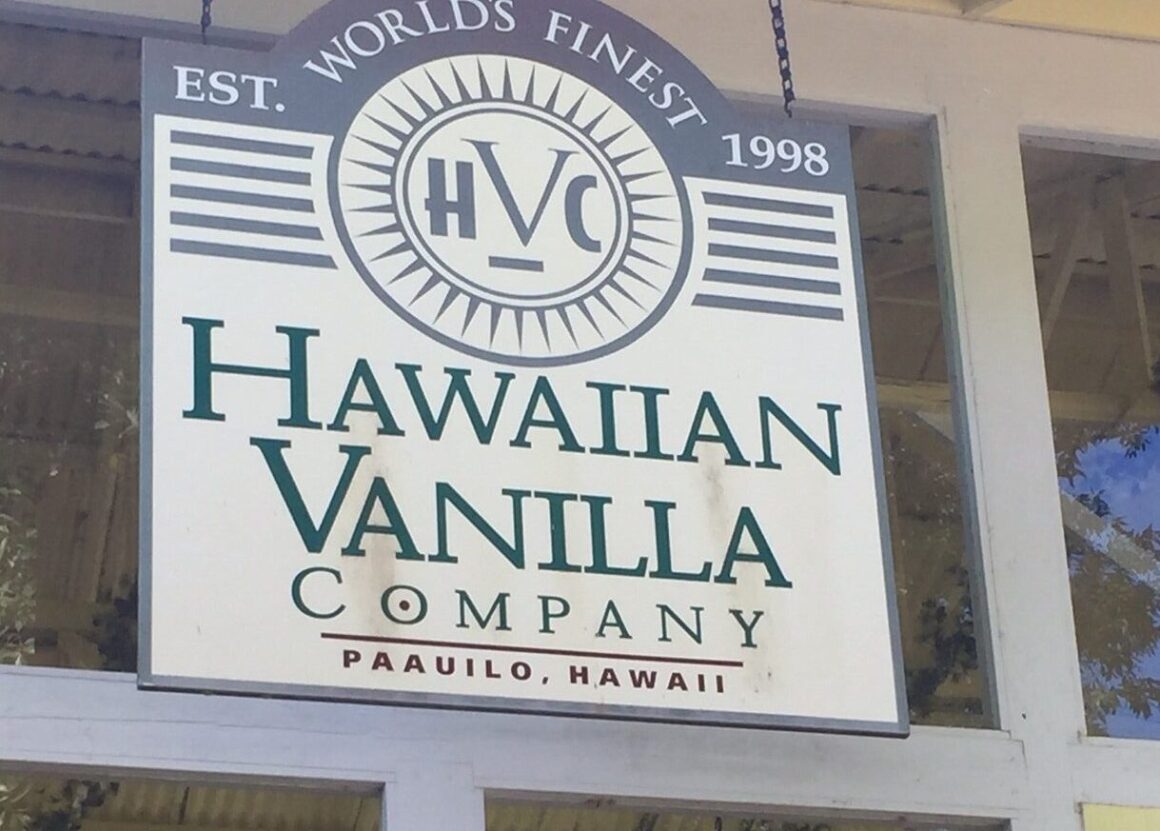 WORLD'S FINEST
EST. 1998
HVC
HAWAIIAN
VANILLA
COMPANY
PAAUILO, HAWAII